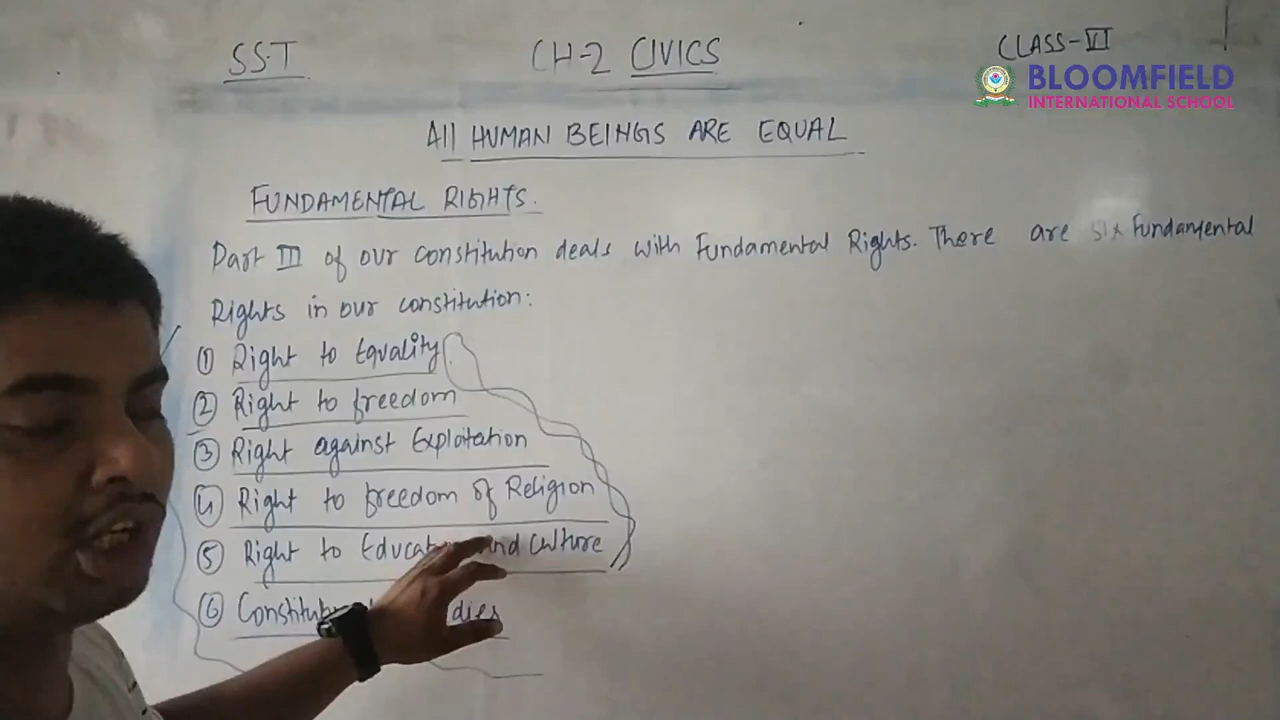 SST
CH-2 CIVICS
CLASS-VI
BLOOMFIELD
INTERNATIONAL SCHOOL
All HUMAN BEINGS ARE EQUAL
FUNDAMENTAL RIGHTS.
Part III of our constitution deals with Fundamental Rights. There are six Fundamental
Rights in our constitution:
① Right to Equality
② Right to freedom
③ Right against Exploitation
④ Right to freedom of Religion
⑤ Right to and culture
⑥